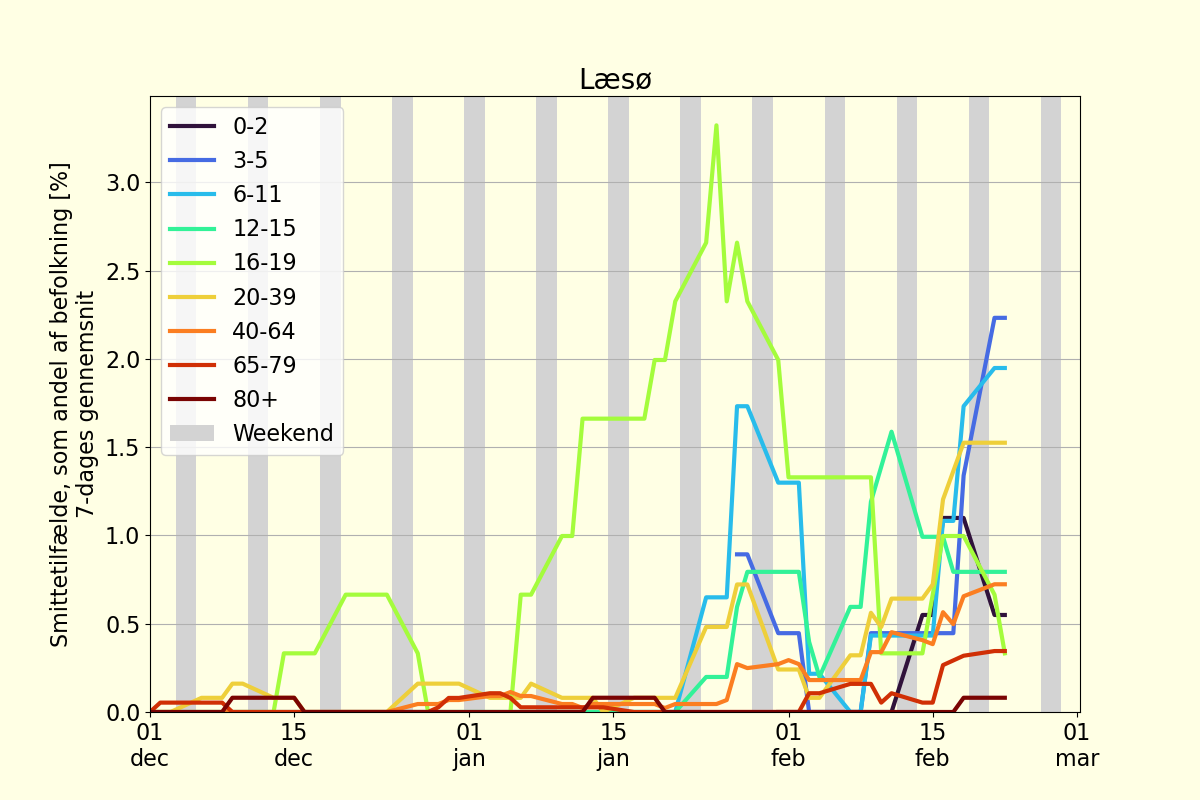 Læsø
Smittetilfælde, som andel af befolkning [%]
7-dages gennemsnit
3.0
2.5
2.0
1.5
1.0
0.5
0.0
0-2
3-5
6-11
12-15
16-19
20-39
40-64
65-79
80+
Weekend
01 15 01 15 01 15 01
dec dec jan jan feb feb mar